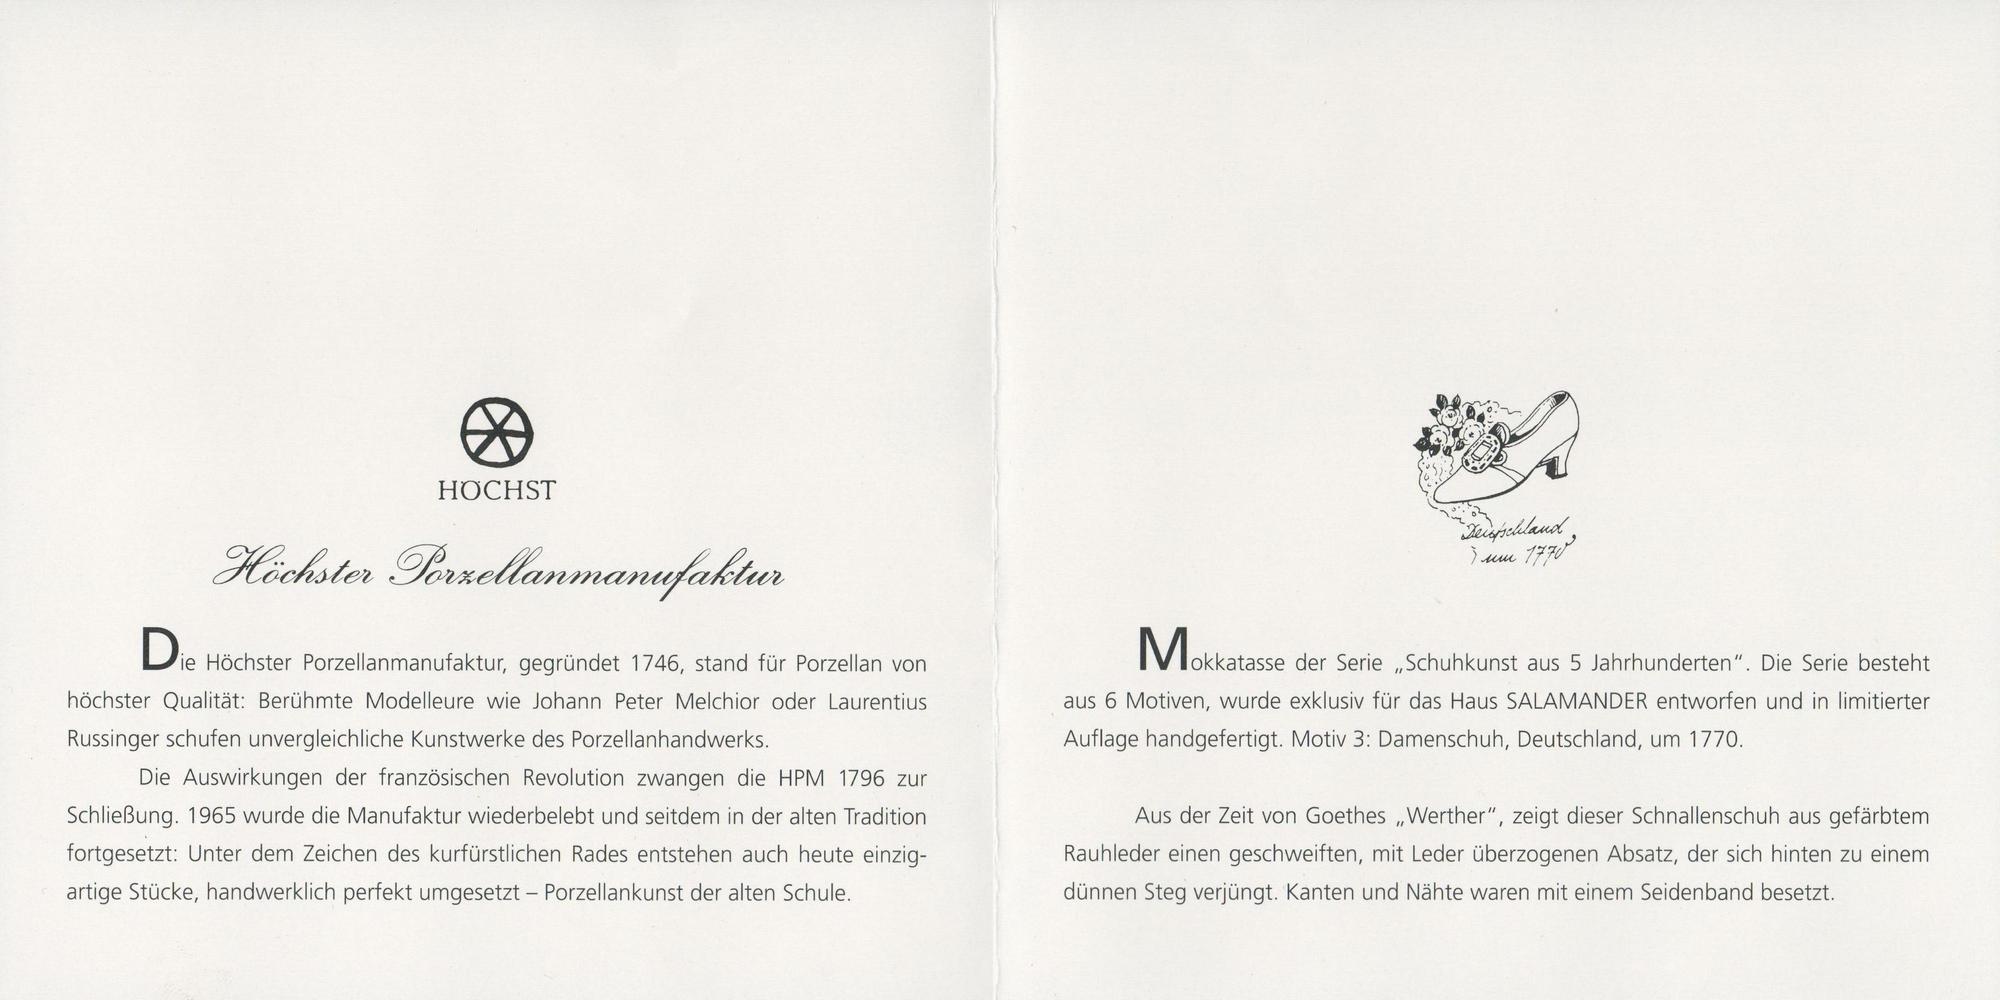 HÖCHST
Höchster Porzellanmanufaktur
Die Höchster Porzellanmanufaktur, gegründet 1746, stand für Porzellan von
höchster Qualität: Berühmte Modelleure wie Johann Peter Melchior oder Laurentius
Russinger schufen unvergleichliche Kunstwerke des Porzellanhandwerks.
Die Auswirkungen der französischen Revolution zwangen die HPM 1796 zur
Schließung. 1965 wurde die Manufaktur wiederbelebt und seitdem in der alten Tradition
fortgesetzt: Unter dem Zeichen des kurfürstlichen Rades entstehen auch heute einzig-
artige Stücke, handwerklich perfekt umgesetzt – Porzellankunst der alten Schule.
Deutschland,
um 1770
Mokkatasse der Serie „Schuhkunst aus 5 Jahrhunderten“. Die Serie besteht
aus 6 Motiven, wurde exklusiv für das Haus SALAMANDER entworfen und in limitierter
Auflage handgefertigt. Motiv 3: Damenschuh, Deutschland, um 1770.
Aus der Zeit von Goethes „Werther“, zeigt dieser Schnallenschuh aus gefärbtem
Rauhleder einen geschweiften, mit Leder überzogenen Absatz, der sich hinten zu einem
dünnen Steg verjüngt. Kanten und Nähte waren mit einem Seidenband besetzt.